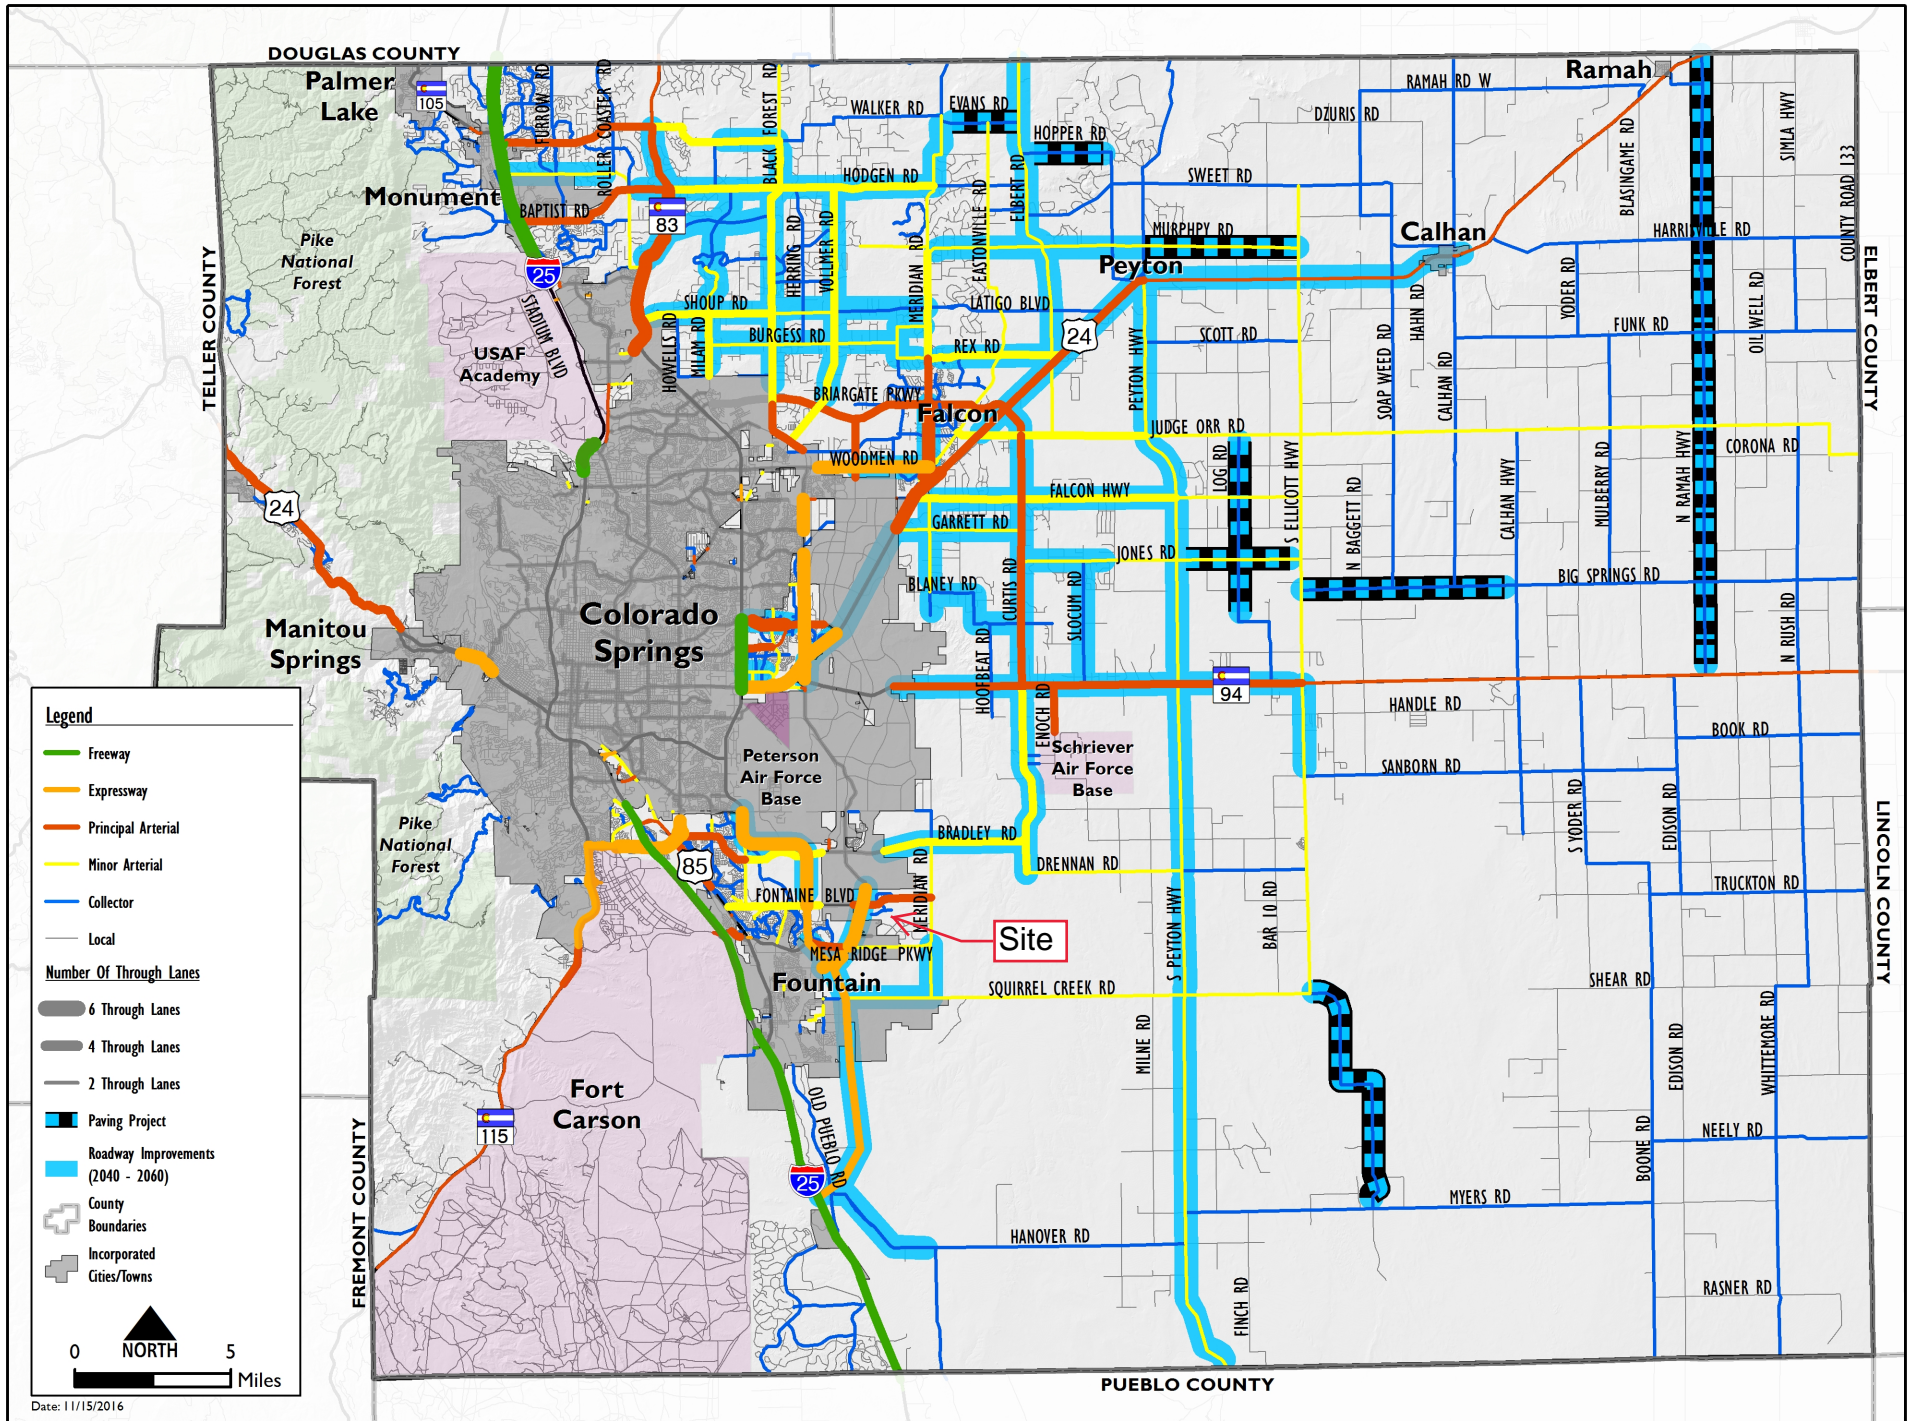 DOUGLAS COUNTY
Palmer
Lake
105
FURROW RD
ROLLER COASTER RD
BLACK FOREST RD
WALKER RD
EVANS RD
HOPPER RD
RAMAH RD W
Ramah
DZURIS RD
BLASINGAME RD
SIMLA HWY
COUNTY ROAD 133
Monument
BAPTIST RD
83
HODGEN RD
SWEET RD
Calhan
HARRISVILLE RD
Pike
National
Forest
25
STADIUM BLVD
HERRING RD
VOLLMER RD
MERIDIAN RD
EASTONVILLE RD
ELBERT RD
MURPHPY RD
Peyton
YODER RD
OIL WELL RD
ELBERT COUNTY
TELLER COUNTY
USAF
Academy
SHOUP RD
HOWELLS RD
MILAM RD
BURGESS RD
LATIGO BLVD
REX RD
24
PEYTON HWY
SCOTT RD
SOAP WEED RD
HAHN RD
CALHAN RD
FUNK RD
BRIARGATE PKWY
Falcon
JUDGE ORR RD
CORONA RD
WOODMEN RD
24
FALCON HWY
LOG RD
S ELLICOTT HWY
N BAGGETT RD
CALHAN HWY
MULBERRY RD
N RAMAH HWY
GARRETT RD
JONES RD
BLANEY RD
CURTIS RD
SLOCUM RD
BIG SPRINGS RD
N RUSH RD
Colorado
Springs
Manitou
Springs
HOOFBEAT RD
ENOCH RD
94
HANDLE RD
BOOK RD
Peterson
Air Force
Base
Schriever
Air Force
Base
SANBORN RD
S YODER RD
EDISON RD
LINCOLN COUNTY
Pike
National
Forest
85
BRADLEY RD
DRENNAN RD
MERIDIAN RD
FONTAINE BLVD
TRUCKTON RD
S PEYTON HWY
BAR 10 RD
Site
MESA RIDGE PKWY
Fountain
SQUIRREL CREEK RD
SHEAR RD
MILNE RD
EDISON RD
WHITTEMORE RD
Fort
Carson
115
OLD PUEBLO RD
25
BOONE RD
NEELY RD
MYERS RD
FREMONT COUNTY
HANOVER RD
FINCH RD
RASNER RD
PUEBLO COUNTY
Legend
Freeway
Expressway
Principal Arterial
Minor Arterial
Collector
Local
Number Of Through Lanes
6 Through Lanes
4 Through Lanes
2 Through Lanes
Paving Project
Roadway Improvements
(2040 - 2060)
County
Boundaries
Incorporated
Cities/Towns
NORTH
0 5
Miles
Date: 11/15/2016